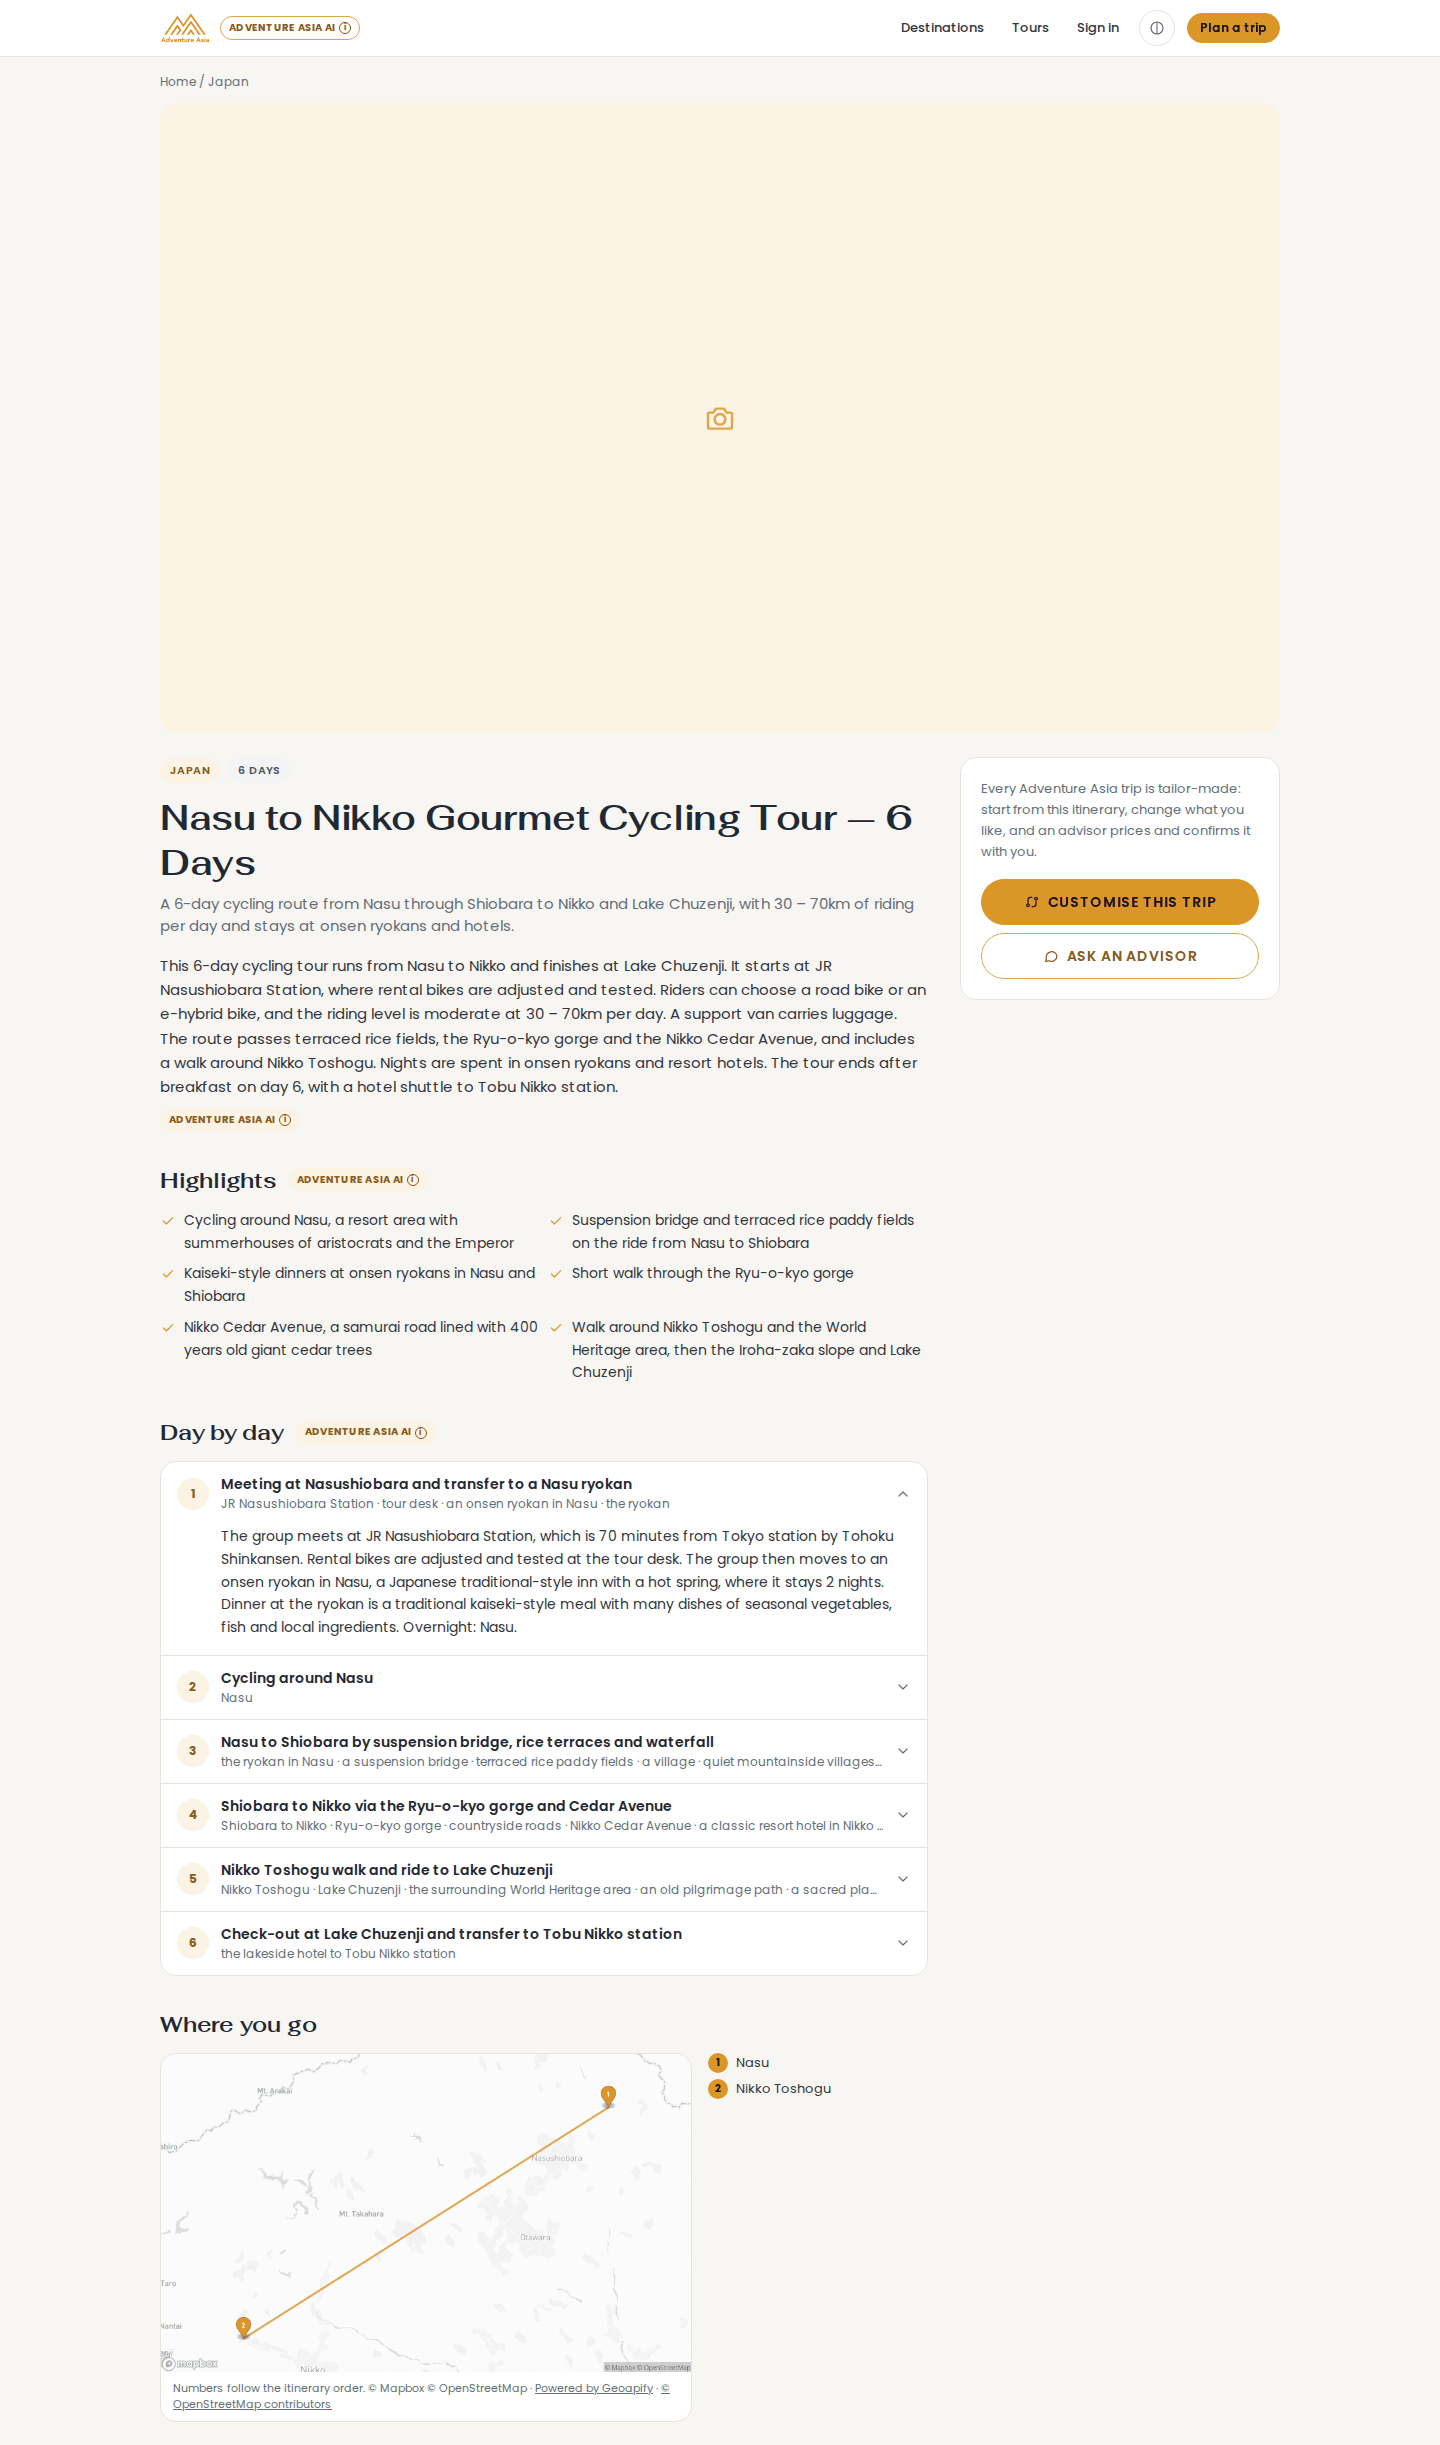 Adventure Asia
ADVENTURE ASIA AI
Destinations
Tours
Sign in
Plan a trip
Home / Japan
JAPAN
6 DAYS
Nasu to Nikko Gourmet Cycling Tour – 6
Days
A 6-day cycling route from Nasu through Shiobara to Nikko and Lake Chuzenji, with 30 – 70km of riding
per day and stays at onsen ryokans and hotels.
This 6-day cycling tour runs from Nasu to Nikko and finishes at Lake Chuzenji. It starts at JR
Nasushiobara Station, where rental bikes are adjusted and tested. Riders can choose a road bike or an
e-hybrid bike, and the riding level is moderate at 30 – 70km per day. A support van carries luggage.
The route passes terraced rice fields, the Ryu-o-kyo gorge and the Nikko Cedar Avenue, and includes
a walk around Nikko Toshogu. Nights are spent in onsen ryokans and resort hotels. The tour ends after
breakfast on day 6, with a hotel shuttle to Tobu Nikko station.
ADVENTURE ASIA AI
Every Adventure Asia trip is tailor-made:
start from this itinerary, change what you
like, and an advisor prices and confirms it
with you.
CUSTOMISE THIS TRIP
ASK AN ADVISOR
Highlights
ADVENTURE ASIA AI
Cycling around Nasu, a resort area with
summerhouses of aristocrats and the Emperor
Suspension bridge and terraced rice paddy fields
on the ride from Nasu to Shiobara
Kaiseki-style dinners at onsen ryokans in Nasu and
Shiobara
Short walk through the Ryu-o-kyo gorge
Nikko Cedar Avenue, a samurai road lined with 400
years old giant cedar trees
Walk around Nikko Toshogu and the World
Heritage area, then the Iroha-zaka slope and Lake
Chuzenji
Day by day
ADVENTURE ASIA AI
1
Meeting at Nasushiobara and transfer to a Nasu ryokan
JR Nasushiobara Station · tour desk · an onsen ryokan in Nasu · the ryokan
The group meets at JR Nasushiobara Station, which is 70 minutes from Tokyo station by Tohoku
Shinkansen. Rental bikes are adjusted and tested at the tour desk. The group then moves to an
onsen ryokan in Nasu, a Japanese traditional-style inn with a hot spring, where it stays 2 nights.
Dinner at the ryokan is a traditional kaiseki-style meal with many dishes of seasonal vegetables,
fish and local ingredients. Overnight: Nasu.
2
Cycling around Nasu
Nasu
3
Nasu to Shiobara by suspension bridge, rice terraces and waterfall
the ryokan in Nasu · a suspension bridge · terraced rice paddy fields · a village · quiet mountainside villages…
4
Shiobara to Nikko via the Ryu-o-kyo gorge and Cedar Avenue
Shiobara to Nikko · Ryu-o-kyo gorge · countryside roads · Nikko Cedar Avenue · a classic resort hotel in Nikko …
5
Nikko Toshogu walk and ride to Lake Chuzenji
Nikko Toshogu · Lake Chuzenji · the surrounding World Heritage area · an old pilgrimage path · a sacred pla…
6
Check-out at Lake Chuzenji and transfer to Tobu Nikko station
the lakeside hotel to Tobu Nikko station
Where you go
1 Nasu
2 Nikko Toshogu
Mt. Arakai
1
Nasushiobara
Mt. Takahara
Otawara
Taro
2
Nantai
Nikko
mapbox
© Mapbox © OpenStreetMap
Numbers follow the itinerary order. © Mapbox © OpenStreetMap · Powered by Geoapify · ©
OpenStreetMap contributors